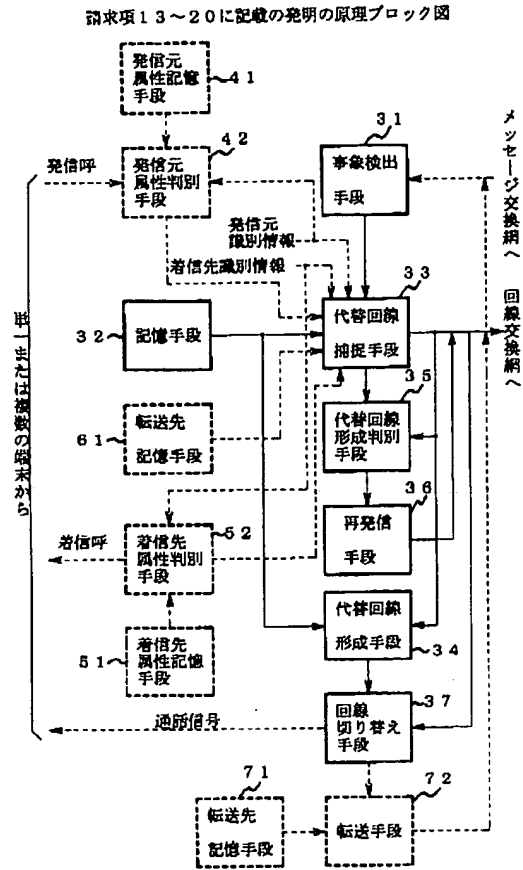 請求項13～20に記載の発明の原理ブロック図
発信元
属性記憶
手段
41
42
発信元
属性判別
手段
発信呼
31
事象検出
手段
メッセージ交換網へ
発信元
識別情報
着信先識別情報
33
代替回線
捕捉手段
回線交換網へ
32
記憶手段
単一または複数の端末から
35
代替回線
形成判別
手段
61
転送先
記憶手段
36
再発信
手段
52
着信先
属性判別
手段
着信呼
代替回線
形成手段
34
51
着信先
属性記憶
手段
37
回線
切り替え
手段
通話信号
71
転送先
記憶手段
72
転送手段